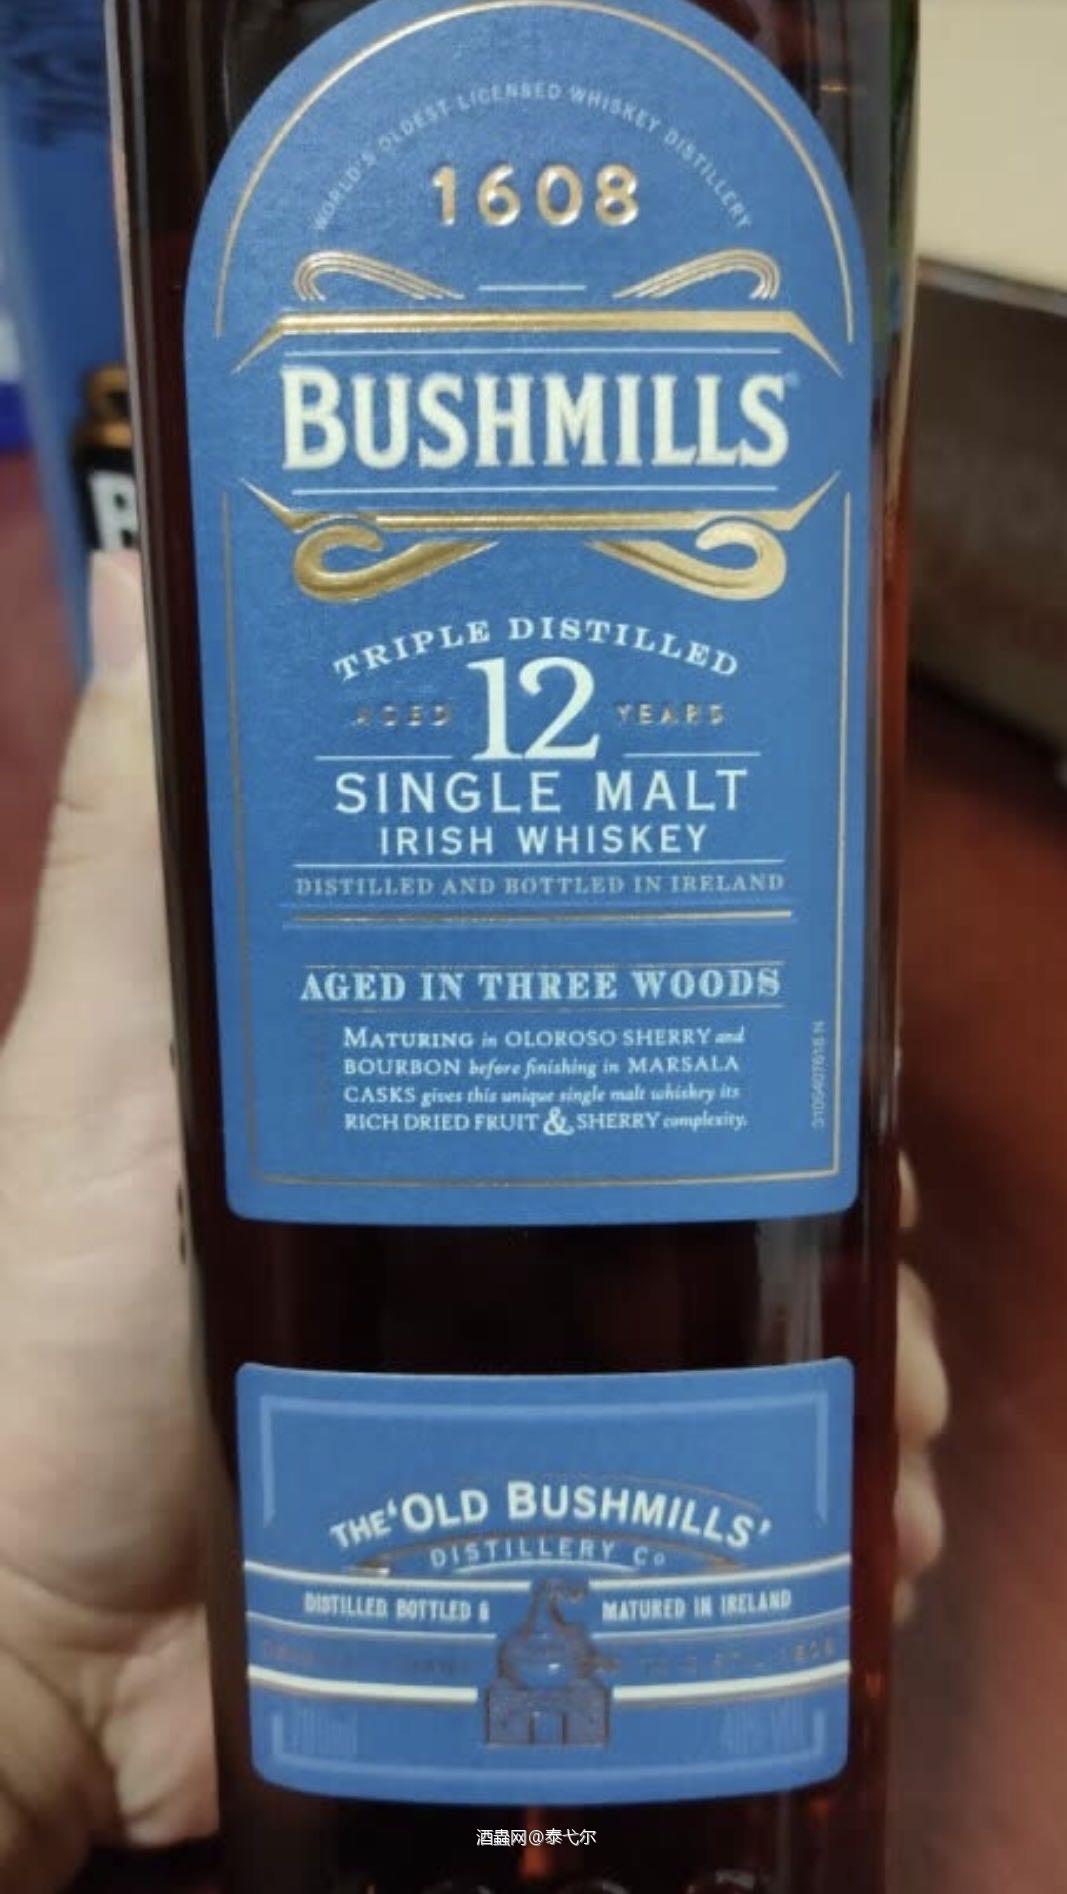 WORLD'S OLDEST LICENSED WHISKEY DISTILLERY
1608
BUSHMILLS®
TRIPLE DISTILLED
AGED 12 YEARS
SINGLE MALT
IRISH WHISKEY
DISTILLED AND BOTTLED IN IRELAND
AGED IN THREE WOODS
MATURING in OLOROSO SHERRY and
BOURBON before finishing in MARSALA
CASKS gives this unique single malt whiskey its
RICH DRIED FRUIT & SHERRY complexity.
THE 'OLD BUSHMILLS'
DISTILLERY Co
DISTILLED BOTTLED & MATURED IN IRELAND
酒蟲网@泰弋尔